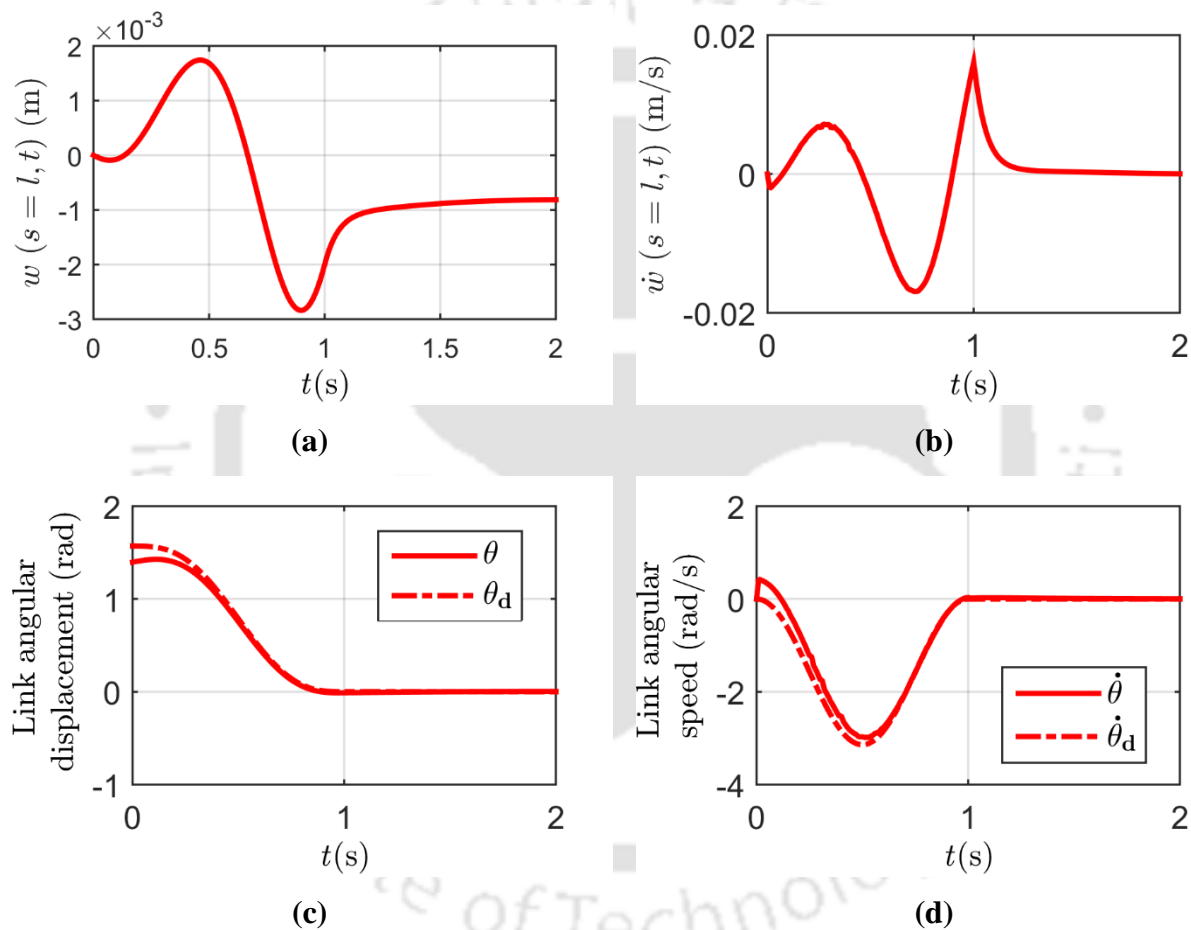 ×10⁻³
w (s = l, t) (m)
2
1
0
-1
-2
-3
0
0.5
1
1.5
2
t(s)
(a)
ẇ (s = l, t) (m/s)
0.02
0
-0.02
0
1
2
t(s)
(b)
Link angular
displacement (rad)
2
1
0
-1
θ
θd
0
1
2
t(s)
(c)
Link angular
speed (rad/s)
2
0
-2
-4
θ̇
θ̇d
0
1
2
t(s)
(d)
of Technolo